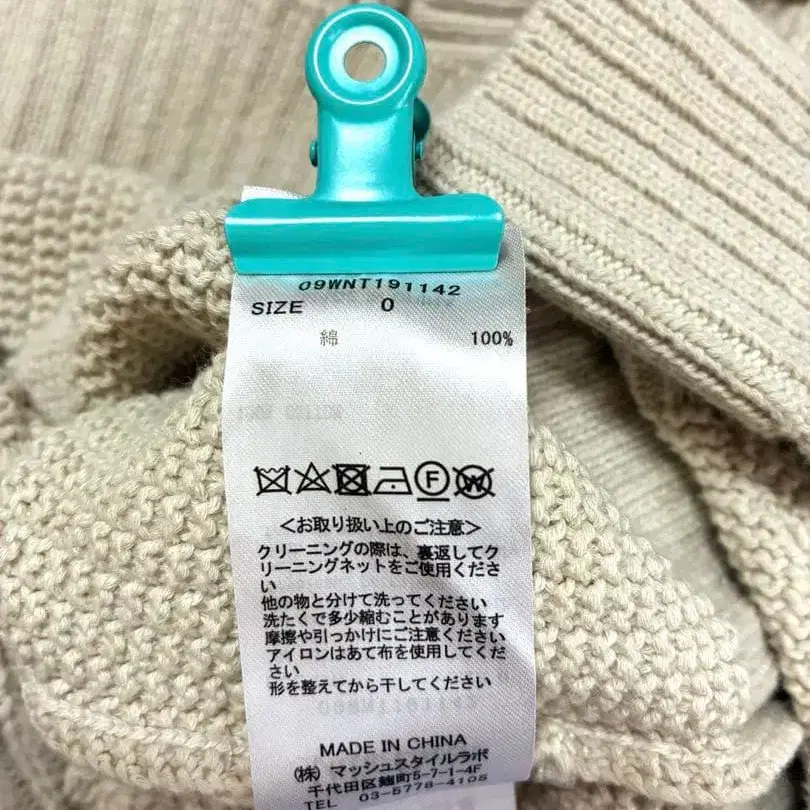 09WNT191142
SIZE 0
綿 100%
F W
<お取り扱い上のご注意>
クリーニングの際は、裏返してク
リーニングネットをご使用くださ
い
他の物と分けて洗ってください
洗たくで多少縮むことがあります
摩擦や引っかけにご注意ください
アイロンはあて布を使用してくだ
さい
形を整えてから干してください
MADE IN CHINA
(株) マッシュスタイルラボ
千代田区麹町5-7-1-4F
TEL 03-5778-4106